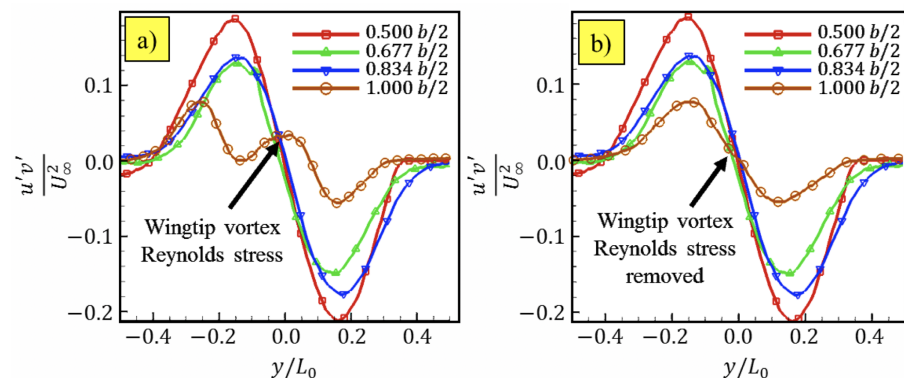 a)
0.500 b/2
0.677 b/2
0.834 b/2
1.000 b/2
u′v′
U∞²
0.1
0.0
−0.1
−0.2
Wingtip vortex
Reynolds stress
−0.4 −0.2 0.0 0.2 0.4
y/L₀
b)
0.500 b/2
0.677 b/2
0.834 b/2
1.000 b/2
u′v′
U∞²
0.1
0.0
−0.1
−0.2
Wingtip vortex
Reynolds stress
removed
−0.4 −0.2 0.0 0.2 0.4
y/L₀